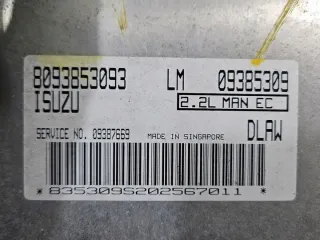 8093853093 LM 09385309
ISUZU 2.2L MAN EC
SERVICE NO. 09387669 MADE IN SINGAPORE DLAW
*8353095202567011*